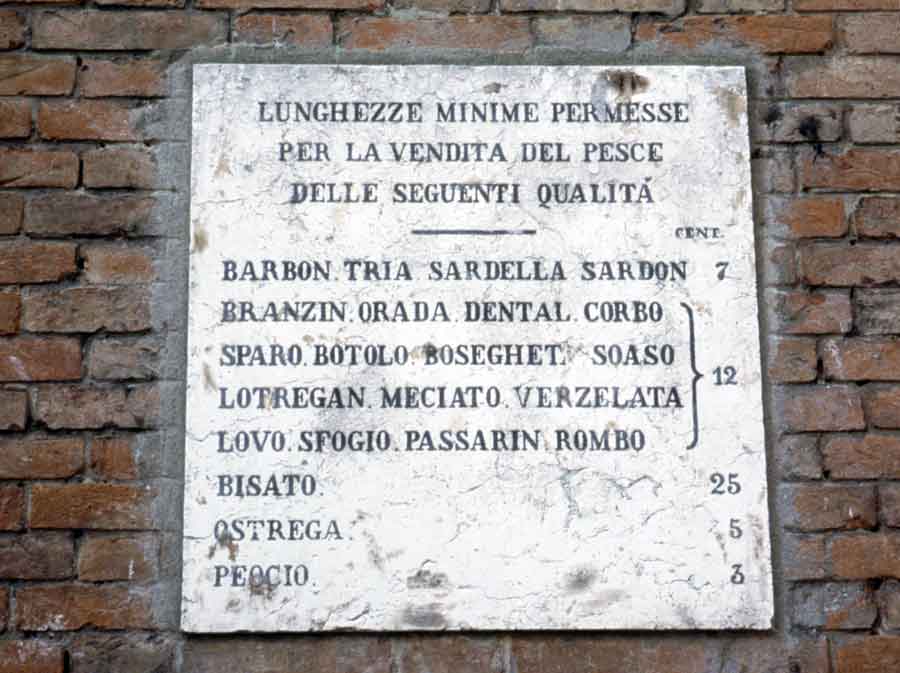 LUNGHEZZE MINIME PERMESSE
PER LA VENDITA DEL PESCE
DELLE SEGUENTI QUALITÁ
CENT.
BARBON. TRIA SARDELLA SARDON 7
BRANZIN. ORADA. DENTAL. CORBO
SPARO. BOTOLO. BOSEGHET. SOASO
12
LOTREGAN. MECIATO. VERZELATA
LOVO. SFOGIO. PASSARIN ROMBO
BISATO. 25
OSTREGA. 5
PEOCIO. 3